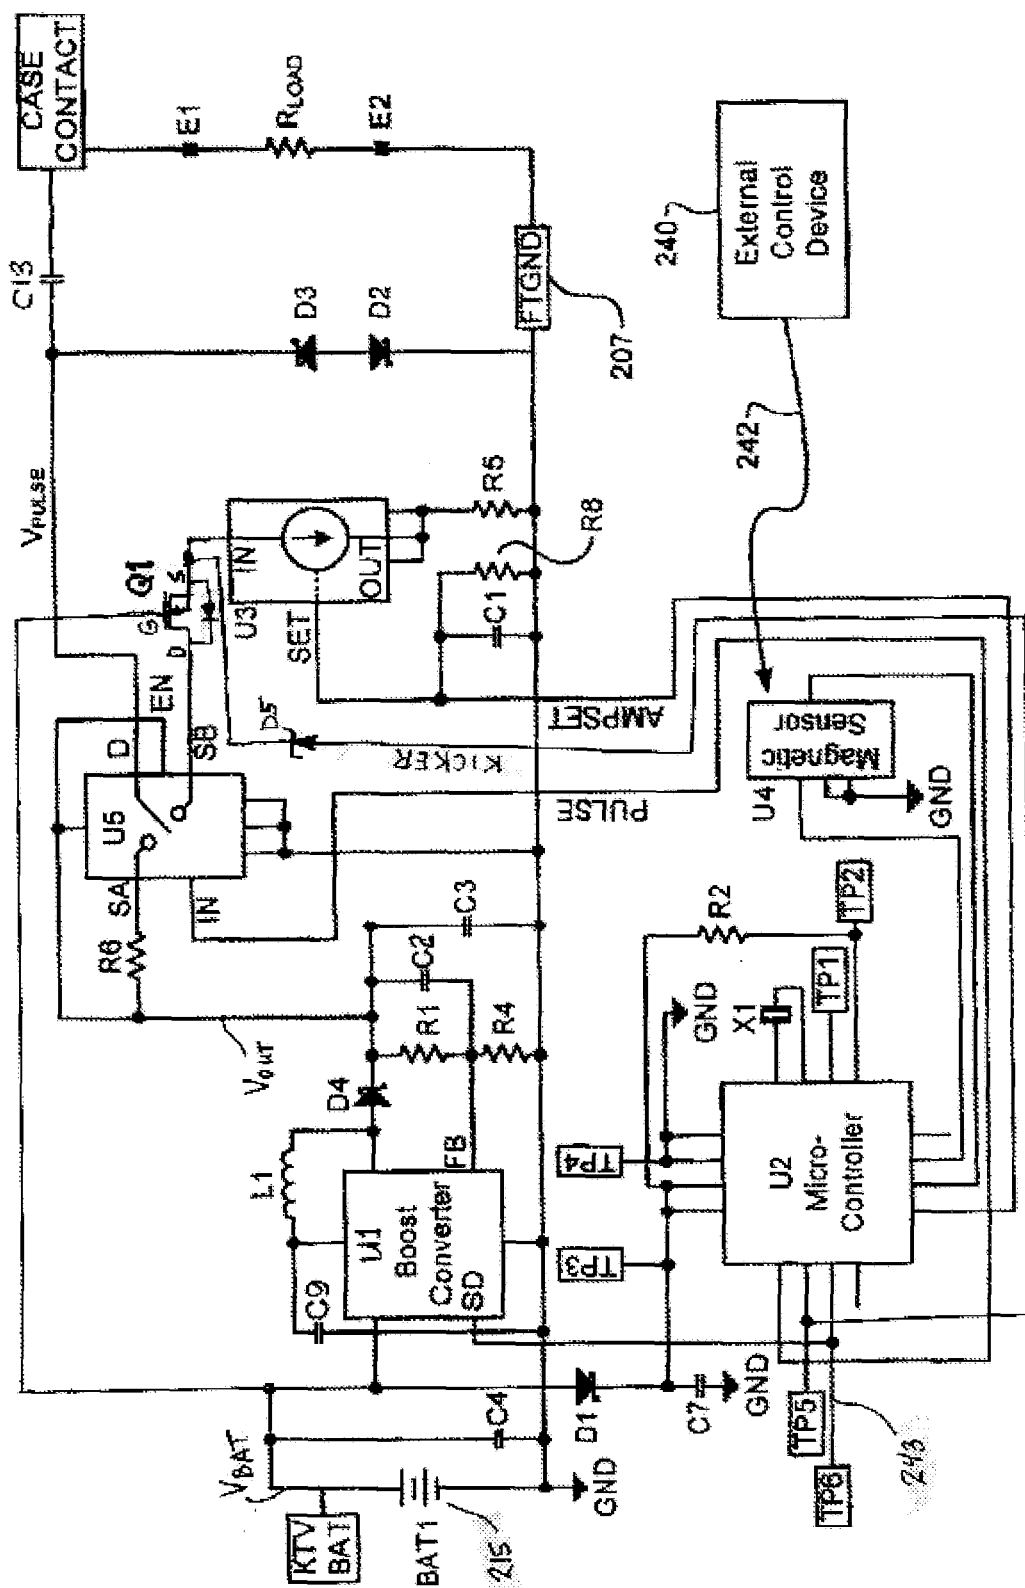 KTV
BAT
VBAT
BAT1
215
GND
C4
C9
L1
U1
Boost
Converter
SD
FB
D4
VOUT
R1
R4
C2
C3
R6
SA
IN
U5
D
EN
SB
VPULSE
G
D
S
Q1
U3
IN
SET
OUT
D5
KICKER
PULSE
AMPSET
C1
R8
R5
D3
D2
C13
CASE
CONTACT
E1
RLOAD
E2
FTGND
207
D1
C7
GND
TP3
TP4
GND
R2
X1
TP1
TP2
U2
Micro-
Controller
TP5
TP6
243
U4
Magnetic
Sensor
GND
242
240
External
Control
Device